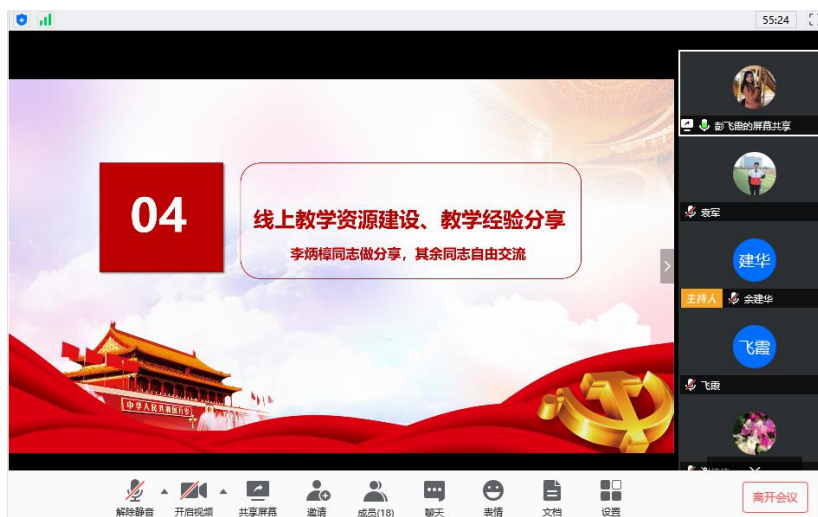 55:24
04
线上教学资源建设、教学经验分享
李炳樟同志做分享，其余同志自由交流
中华人民共和国万岁
彭飞霞的屏幕共享
袁军
建华
主持人 余建华
飞霞
飞霞
解除静音
开启视频
共享屏幕
邀请
成员(18)
聊天
表情
文档
设置
离开会议